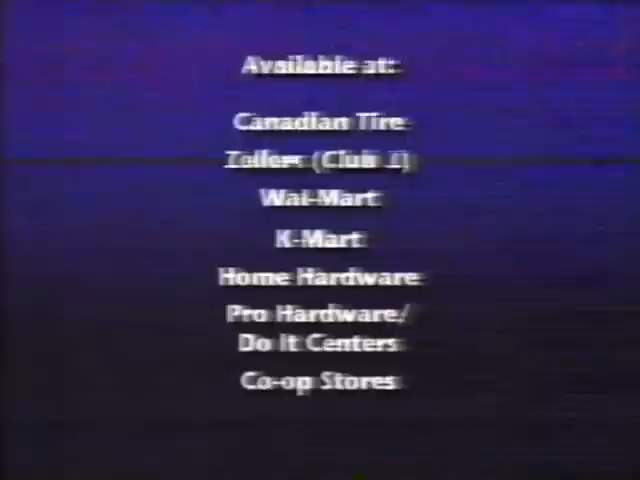 Available at:
Canadian Tire
Zellers (Club Z)
Wal-Mart
K-Mart
Home Hardware
Pro Hardware/
Do It Centers
Co-op Stores